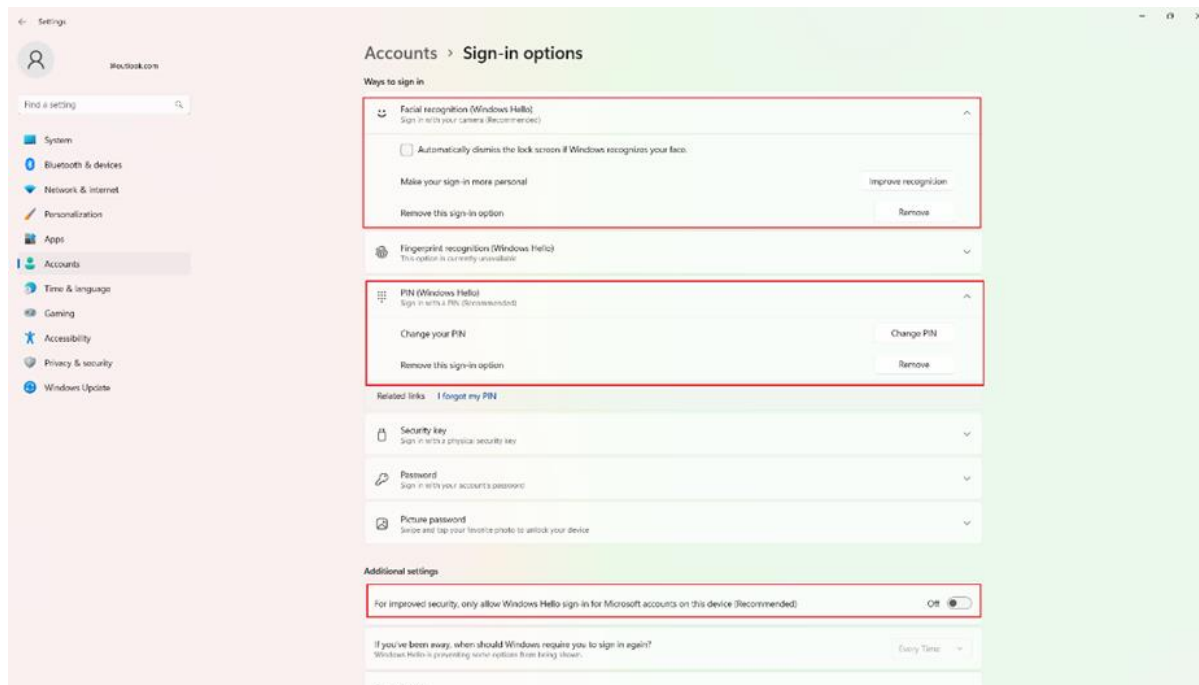 Settings
@outlook.com
Find a setting
System
Bluetooth & devices
Network & internet
Personalization
Apps
Accounts
Time & language
Gaming
Accessibility
Privacy & security
Windows Update
Accounts > Sign-in options
Ways to sign in
Facial recognition (Windows Hello)
Sign in with your camera (Recommended)
Automatically dismiss the lock screen if Windows recognizes your face.
Make your sign-in more personal
Improve recognition
Remove this sign-in option
Remove
Fingerprint recognition (Windows Hello)
This option is currently unavailable
PIN (Windows Hello)
Sign in with a PIN (Recommended)
Change your PIN
Change PIN
Remove this sign-in option
Remove
Related links I forgot my PIN
Security key
Sign in with a physical security key
Password
Sign in with your account's password
Picture password
Swipe and tap your favorite photo to unlock your device
Additional settings
For improved security, only allow Windows Hello sign-in for Microsoft accounts on this device (Recommended)
Off
If you've been away, when should Windows require you to sign in again?
Windows Hello is preventing some options from being shown.
Every Time